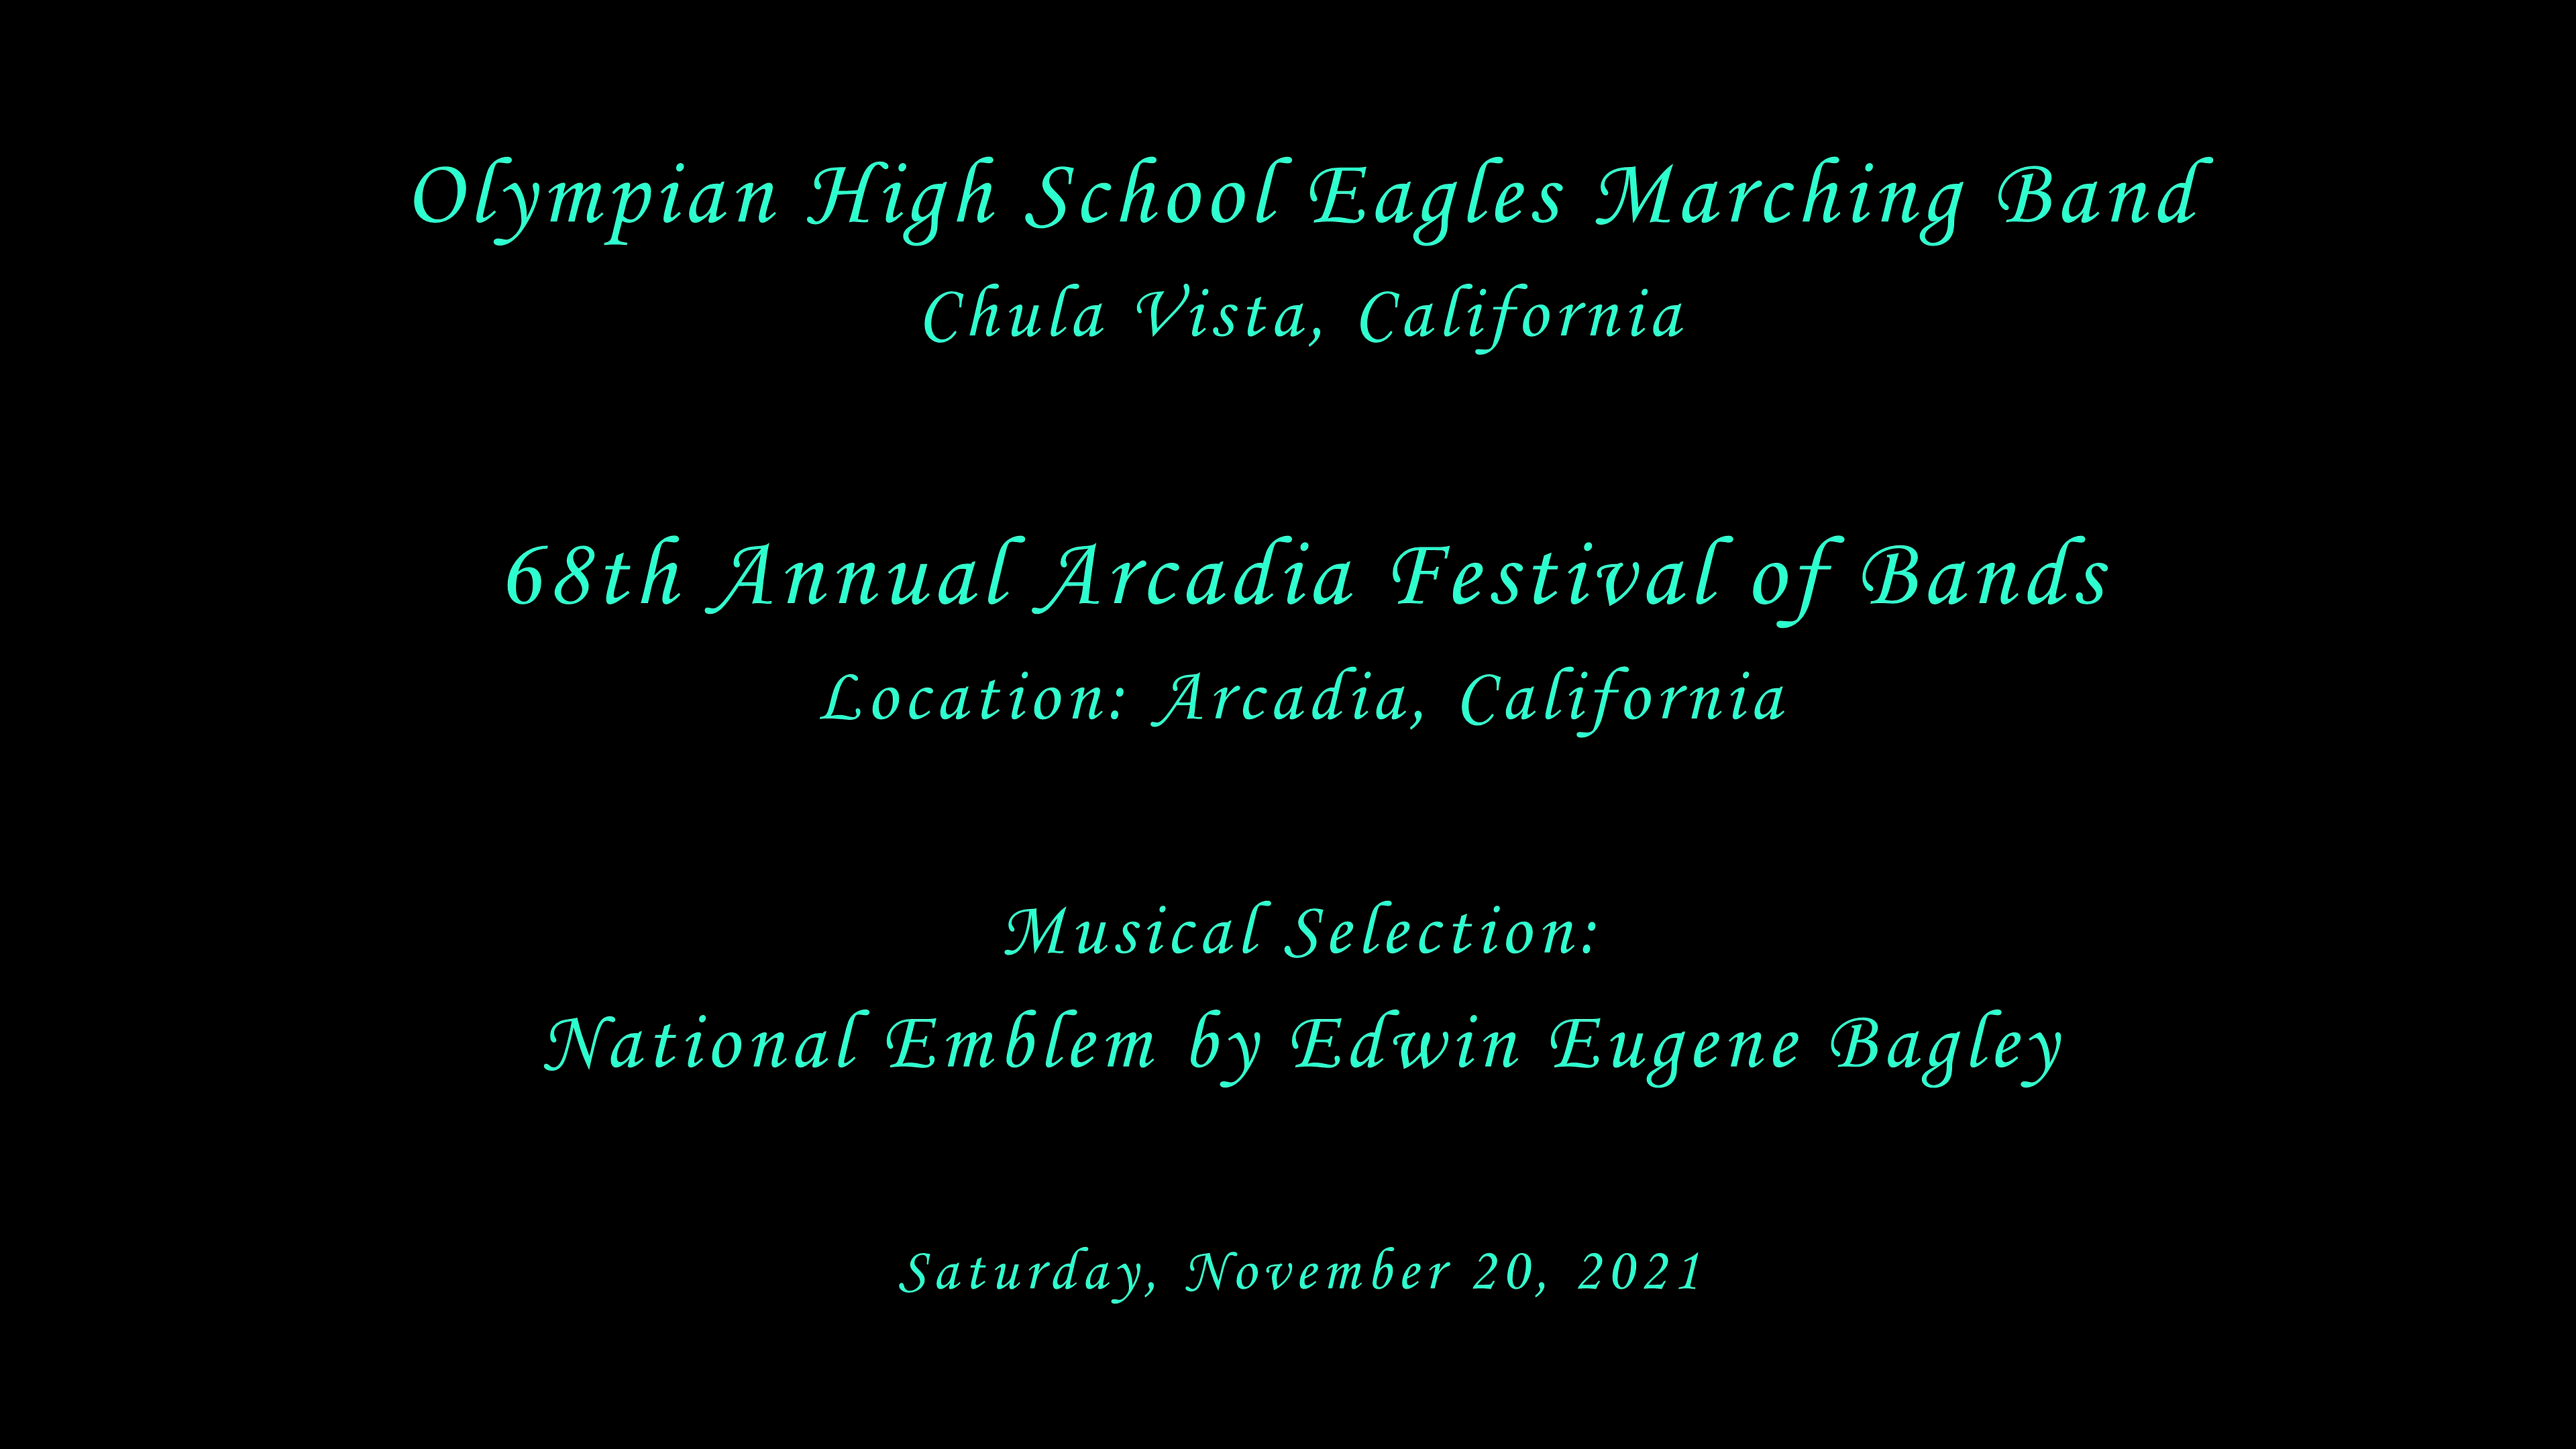 Olympian High School Eagles Marching Band
Chula Vista, California
68th Annual Arcadia Festival of Bands
Location: Arcadia, California
Musical Selection:
National Emblem by Edwin Eugene Bagley
Saturday, November 20, 2021